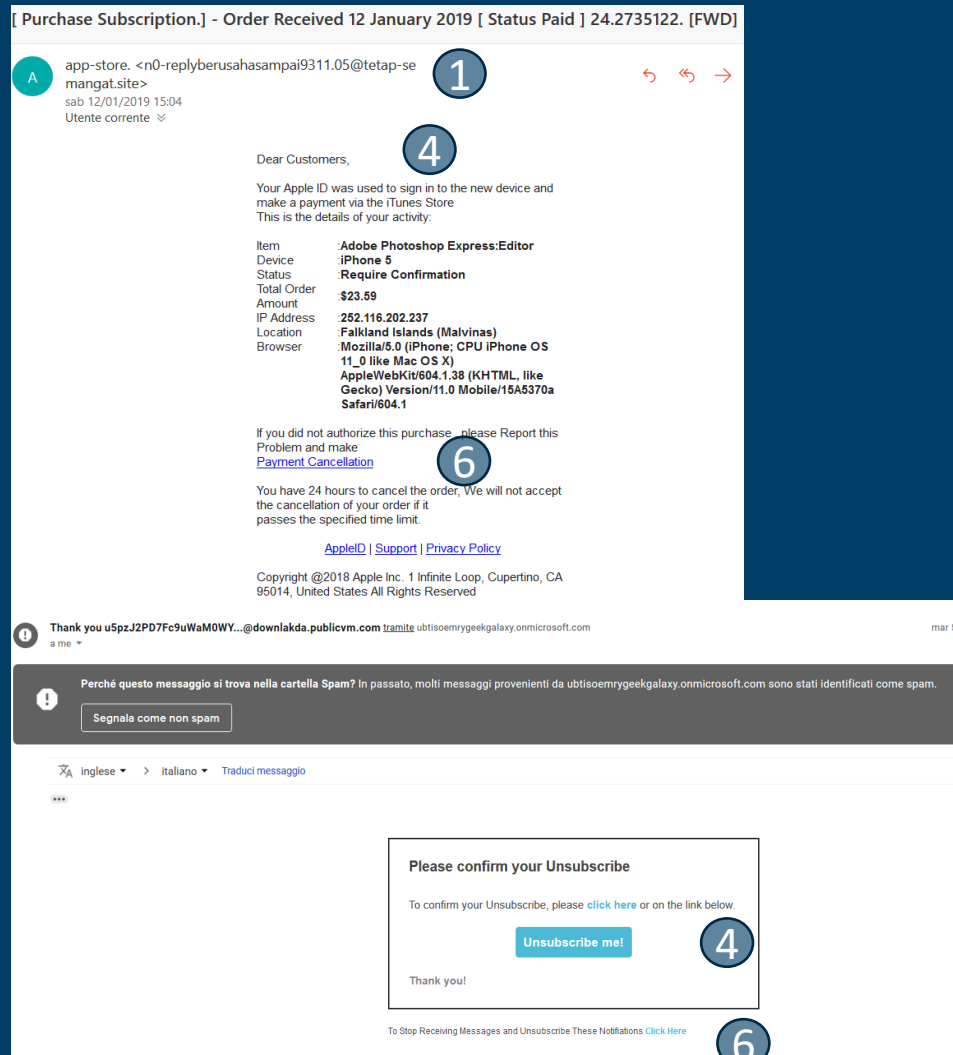 [ Purchase Subscription.] - Order Received 12 January 2019 [ Status Paid ] 24.2735122. [FWD]
A
app-store. <n0-replyberusahasampai9311.05@tetap-se
mangat.site>
1
sab 12/01/2019 15:04
Utente corrente
4
Dear Customers,
Your Apple ID was used to sign in to the new device and
make a payment via the iTunes Store
This is the details of your activity:
Item :Adobe Photoshop Express:Editor
Device :iPhone 5
Status :Require Confirmation
Total Order
Amount :$23.59
IP Address :252.116.202.237
Location :Falkland Islands (Malvinas)
Browser :Mozilla/5.0 (iPhone; CPU iPhone OS
11_0 like Mac OS X)
AppleWebKit/604.1.38 (KHTML, like
Gecko) Version/11.0 Mobile/15A5370a
Safari/604.1
If you did not authorize this purchase please Report this
Problem and make
Payment Cancellation
6
You have 24 hours to cancel the order, We will not accept
the cancellation of your order if it
passes the specified time limit.
AppleID | Support | Privacy Policy
Copyright @2018 Apple Inc. 1 Infinite Loop, Cupertino, CA
95014, United States All Rights Reserved
Thank you u5pzJ2PD7Fc9uWaM0WY...@downlakda.publicvm.com tramite ubtisoemrygeekgalaxy.onmicrosoft.com
mar
a me
Perché questo messaggio si trova nella cartella Spam? In passato, molti messaggi provenienti da ubtisoemrygeekgalaxy.onmicrosoft.com sono stati identificati come spam.
Segnala come non spam
inglese > italiano Traduci messaggio
Please confirm your Unsubscribe
To confirm your Unsubscribe, please click here or on the link below.
Unsubscribe me!
4
Thank you!
To Stop Receiving Messages and Unsubscribe These Notifiations Click Here
6